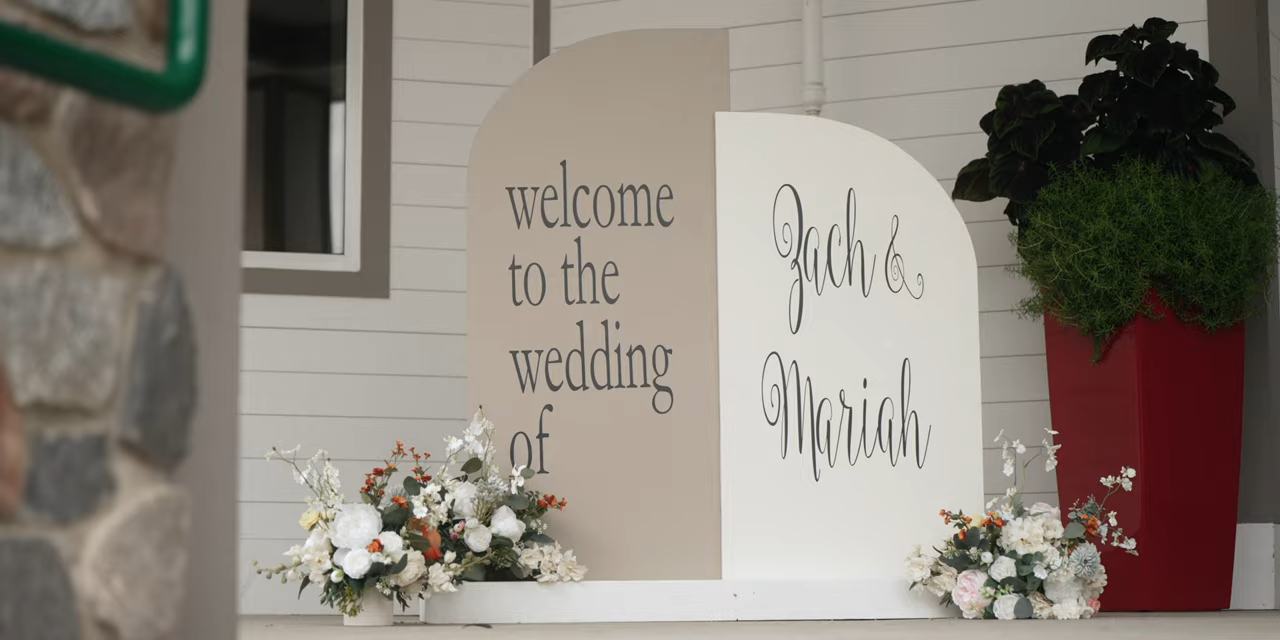 welcome
to the
wedding
of
Zach &
Mariah